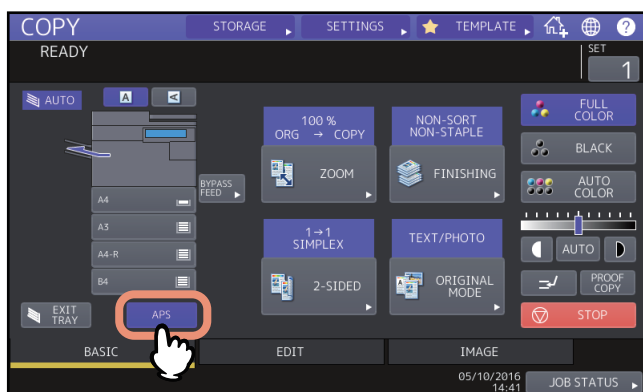 COPY
STORAGE
SETTINGS
TEMPLATE
?
READY
SET
1
AUTO
A
A
100 %
ORG → COPY
ZOOM
NON-SORT
NON-STAPLE
FINISHING
FULL
COLOR
BLACK
AUTO
COLOR
BYPASS
FEED
A4
A3
A4-R
B4
1→1
SIMPLEX
2-SIDED
TEXT/PHOTO
ORIGINAL
MODE
AUTO
PROOF
COPY
STOP
EXIT
TRAY
APS
BASIC
EDIT
IMAGE
05/10/2016
14:41
JOB STATUS